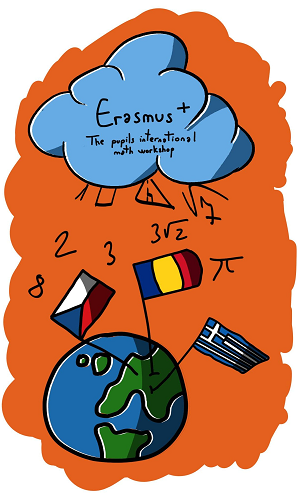 Erasmus +
The pupils international
math workshop
h
√7
2
3
3√2
π
8